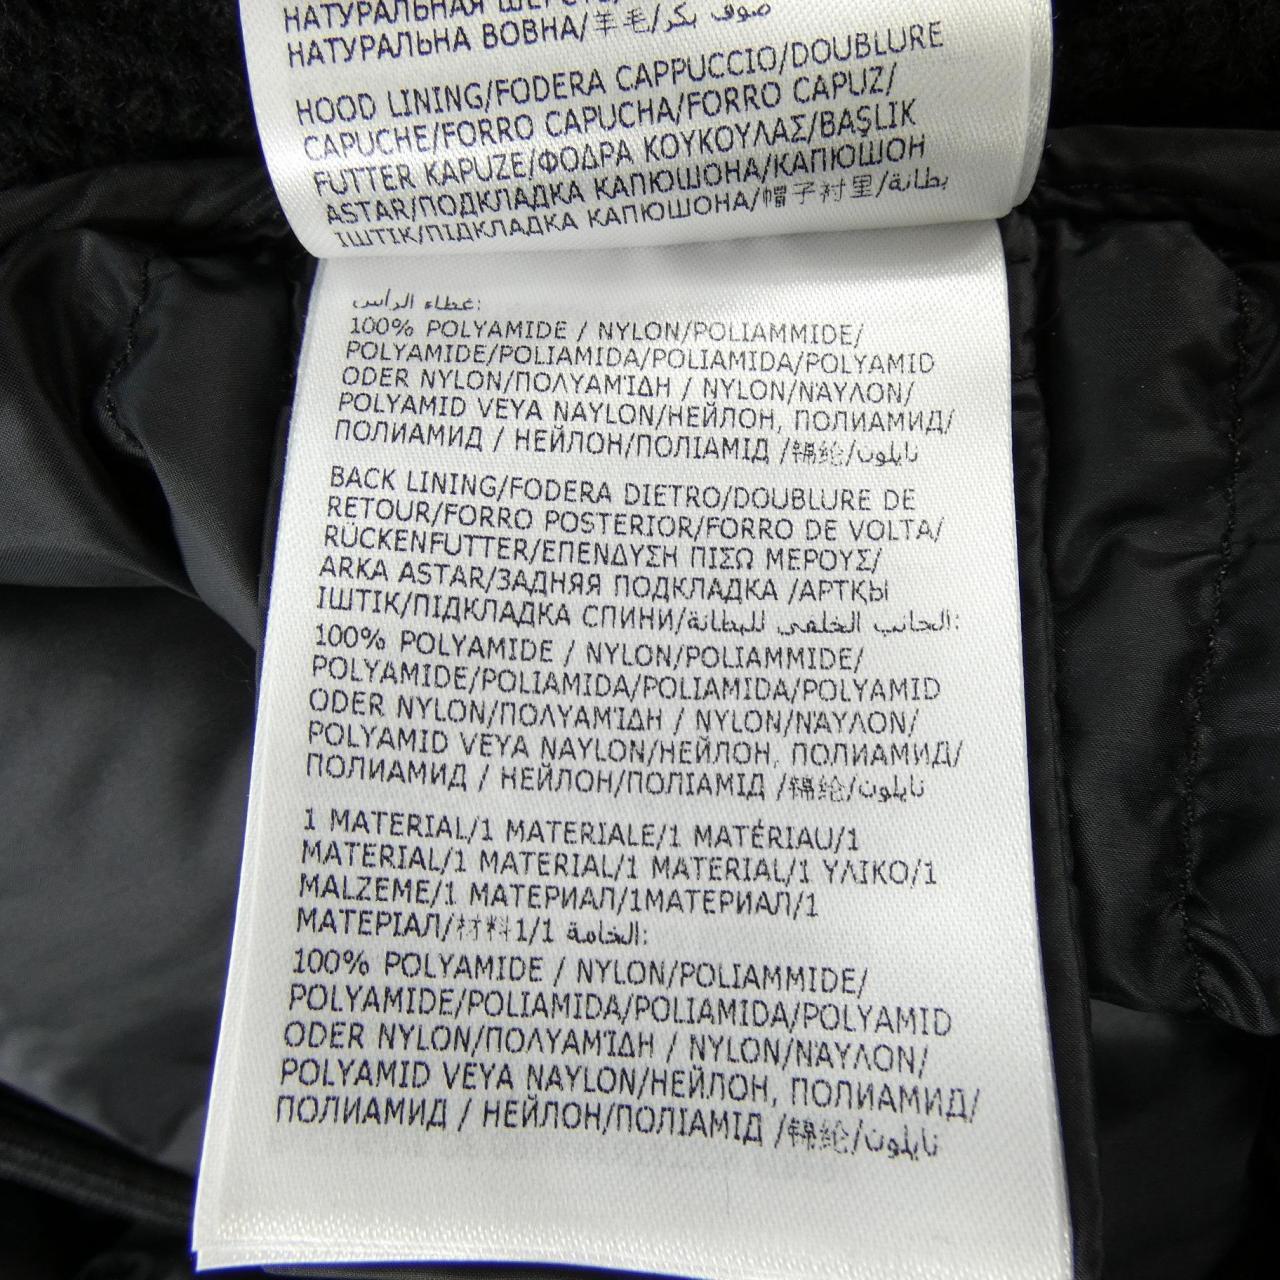 НАТУРАЛЬНАЯ
НАТУРАЛЬНА ВОВНА/羊毛/صوف بكر
HOOD LINING/FODERA CAPPUCCIO/DOUBLURE
CAPUCHE/FORRO CAPUCHA/FORRO CAPUZ/
FUTTER KAPUZE/ΦΟΔΡΑ ΚΟΥΚΟΥΛΑΣ/BAŞLIK
ASTAR/ПОДКЛАДКА КАПЮШОНА/КАПЮШОН
ІШТІК/ПІДКЛАДКА КАПЮШОНА/帽子衬里/بطانة
غطاء الرأس:
100% POLYAMIDE / NYLON/POLIAMMIDE/
POLYAMIDE/POLIAMIDA/POLIAMIDA/POLYAMID
ODER NYLON/ΠΟΛΥΑΜΊΔΗ / NYLON/ΝΆΥΛΟΝ/
POLYAMID VEYA NAYLON/НЕЙЛОН, ПОЛИАМИД/
ПОЛИАМИД / НЕЙЛОН/ПОЛІАМІД /锦纶/نايلون
BACK LINING/FODERA DIETRO/DOUBLURE DE
RETOUR/FORRO POSTERIOR/FORRO DE VOLTA/
RÜCKENFUTTER/ΕΠΕΝΔΥΣΗ ΠΙΣΩ ΜΕΡΟΥΣ/
ARKA ASTAR/ЗАДНЯЯ ПОДКЛАДКА /АРТҚЫ
ІШТІК/ПІДКЛАДКА СПИНИ/الجانب الخلفي للبطانة:
100% POLYAMIDE / NYLON/POLIAMMIDE/
POLYAMIDE/POLIAMIDA/POLIAMIDA/POLYAMID
ODER NYLON/ΠΟΛΥΑΜΊΔΗ / NYLON/ΝΆΥΛΟΝ/
POLYAMID VEYA NAYLON/НЕЙЛОН, ПОЛИАМИД/
ПОЛИАМИД / НЕЙЛОН/ПОЛІАМІД /锦纶/نايلون
1 MATERIAL/1 MATERIALE/1 MATÉRIAU/1
MATERIAL/1 MATERIAL/1 MATERIAL/1 ΥΛΙΚΟ/1
MALZEME/1 МАТЕРИАЛ/1МАТЕРИАЛ/1
МАТЕРІАЛ/材料1/1 الخامة:
100% POLYAMIDE / NYLON/POLIAMMIDE/
POLYAMIDE/POLIAMIDA/POLIAMIDA/POLYAMID
ODER NYLON/ΠΟΛΥΑΜΊΔΗ / NYLON/ΝΆΥΛΟΝ/
POLYAMID VEYA NAYLON/НЕЙЛОН, ПОЛИАМИД/
ПОЛИАМИД / НЕЙЛОН/ПОЛІАМІД /锦纶/نايلون